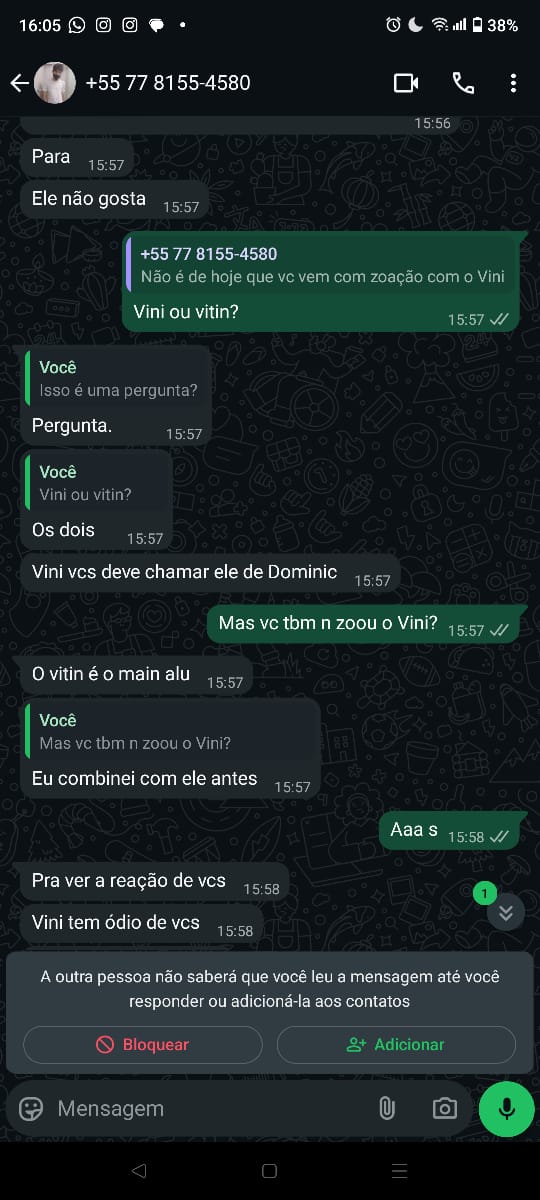 16:05
38%
+55 77 8155-4580
15:56
Para 15:57
Ele não gosta 15:57
+55 77 8155-4580
Não é de hoje que vc vem com zoação com o Vini
Vini ou vitin?
15:57
Você
Isso é uma pergunta?
Pergunta. 15:57
Você
Vini ou vitin?
Os dois 15:57
Vini vcs deve chamar ele de Dominic 15:57
Mas vc tbm n zoou o Vini? 15:57
O vitin é o main alu 15:57
Você
Mas vc tbm n zoou o Vini?
Eu combinei com ele antes 15:57
Aaa s 15:58
Pra ver a reação de vcs 15:58
1
Vini tem ódio de vcs 15:58
A outra pessoa não saberá que você leu a mensagem até você
responder ou adicioná-la aos contatos
Bloquear
Adicionar
Mensagem